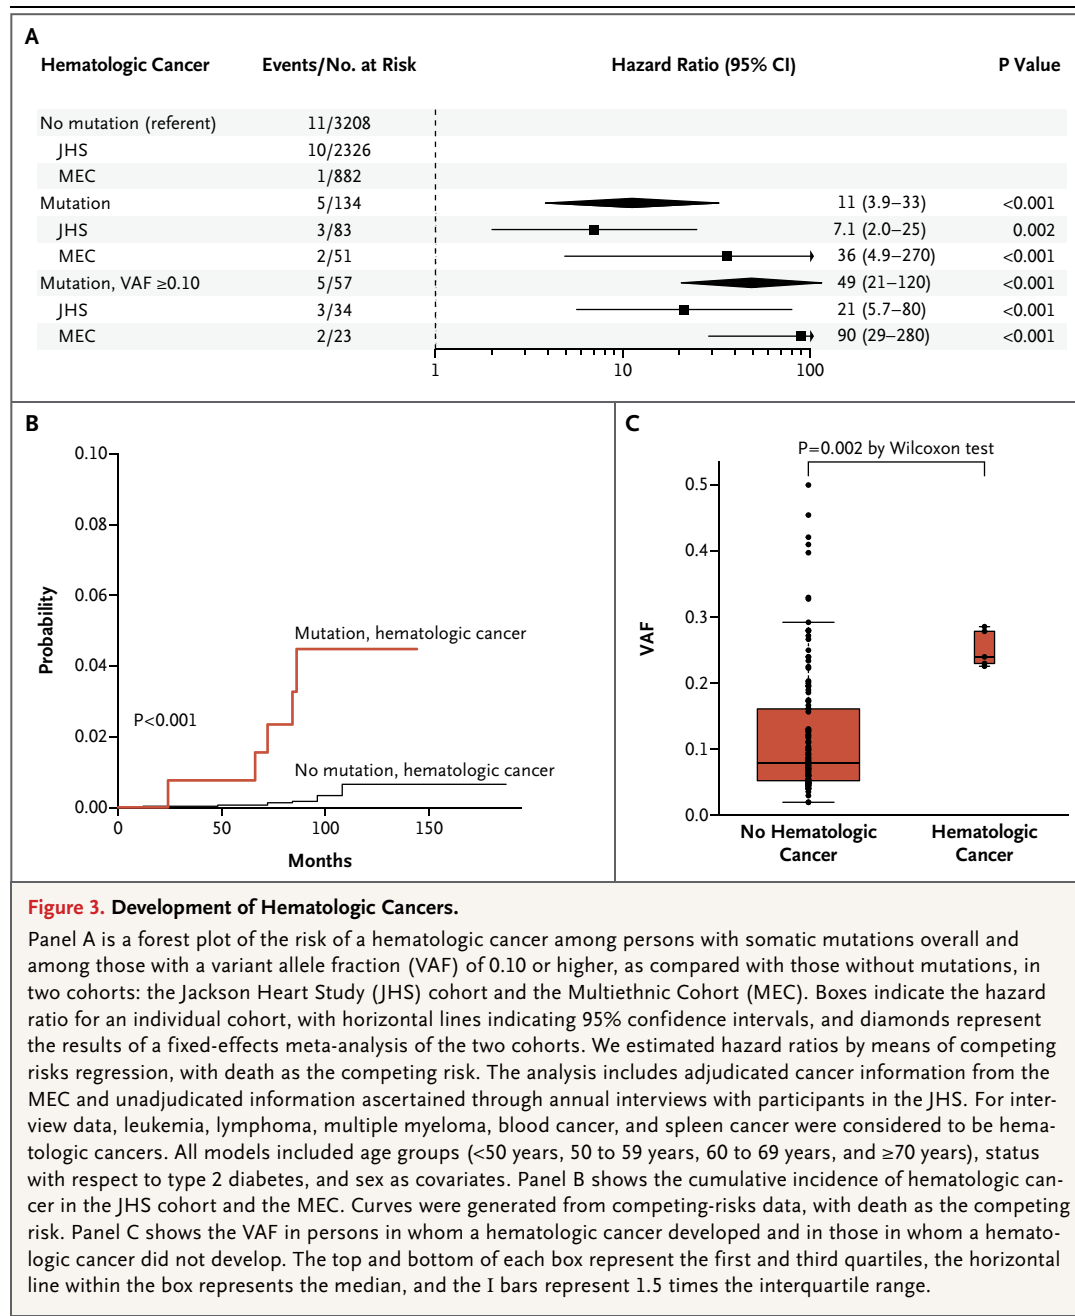 A
Hematologic Cancer Events/No. at Risk Hazard Ratio (95% CI) P Value
No mutation (referent) 11/3208
JHS 10/2326
MEC 1/882
Mutation 5/134 11 (3.9–33) <0.001
JHS 3/83 7.1 (2.0–25) 0.002
MEC 2/51 36 (4.9–270) <0.001
Mutation, VAF ≥0.10 5/57 49 (21–120) <0.001
JHS 3/34 21 (5.7–80) <0.001
MEC 2/23 90 (29–280) <0.001
1 10 100
B
0.10
0.08
0.06
0.04
0.02
0.00
Probability
Mutation, hematologic cancer
P<0.001
No mutation, hematologic cancer
0 50 100 150
Months
C
P=0.002 by Wilcoxon test
0.5
0.4
0.3
0.2
0.1
0.0
VAF
No Hematologic Hematologic
Cancer Cancer
Figure 3. Development of Hematologic Cancers.
Panel A is a forest plot of the risk of a hematologic cancer among persons with somatic mutations overall and
among those with a variant allele fraction (VAF) of 0.10 or higher, as compared with those without mutations, in
two cohorts: the Jackson Heart Study (JHS) cohort and the Multiethnic Cohort (MEC). Boxes indicate the hazard
ratio for an individual cohort, with horizontal lines indicating 95% confidence intervals, and diamonds represent
the results of a fixed-effects meta-analysis of the two cohorts. We estimated hazard ratios by means of competing
risks regression, with death as the competing risk. The analysis includes adjudicated cancer information from the
MEC and unadjudicated information ascertained through annual interviews with participants in the JHS. For inter-
view data, leukemia, lymphoma, multiple myeloma, blood cancer, and spleen cancer were considered to be hema-
tologic cancers. All models included age groups (<50 years, 50 to 59 years, 60 to 69 years, and ≥70 years), status
with respect to type 2 diabetes, and sex as covariates. Panel B shows the cumulative incidence of hematologic can-
cer in the JHS cohort and the MEC. Curves were generated from competing-risks data, with death as the competing
risk. Panel C shows the VAF in persons in whom a hematologic cancer developed and in those in whom a hemato-
logic cancer did not develop. The top and bottom of each box represent the first and third quartiles, the horizontal
line within the box represents the median, and the I bars represent 1.5 times the interquartile range.